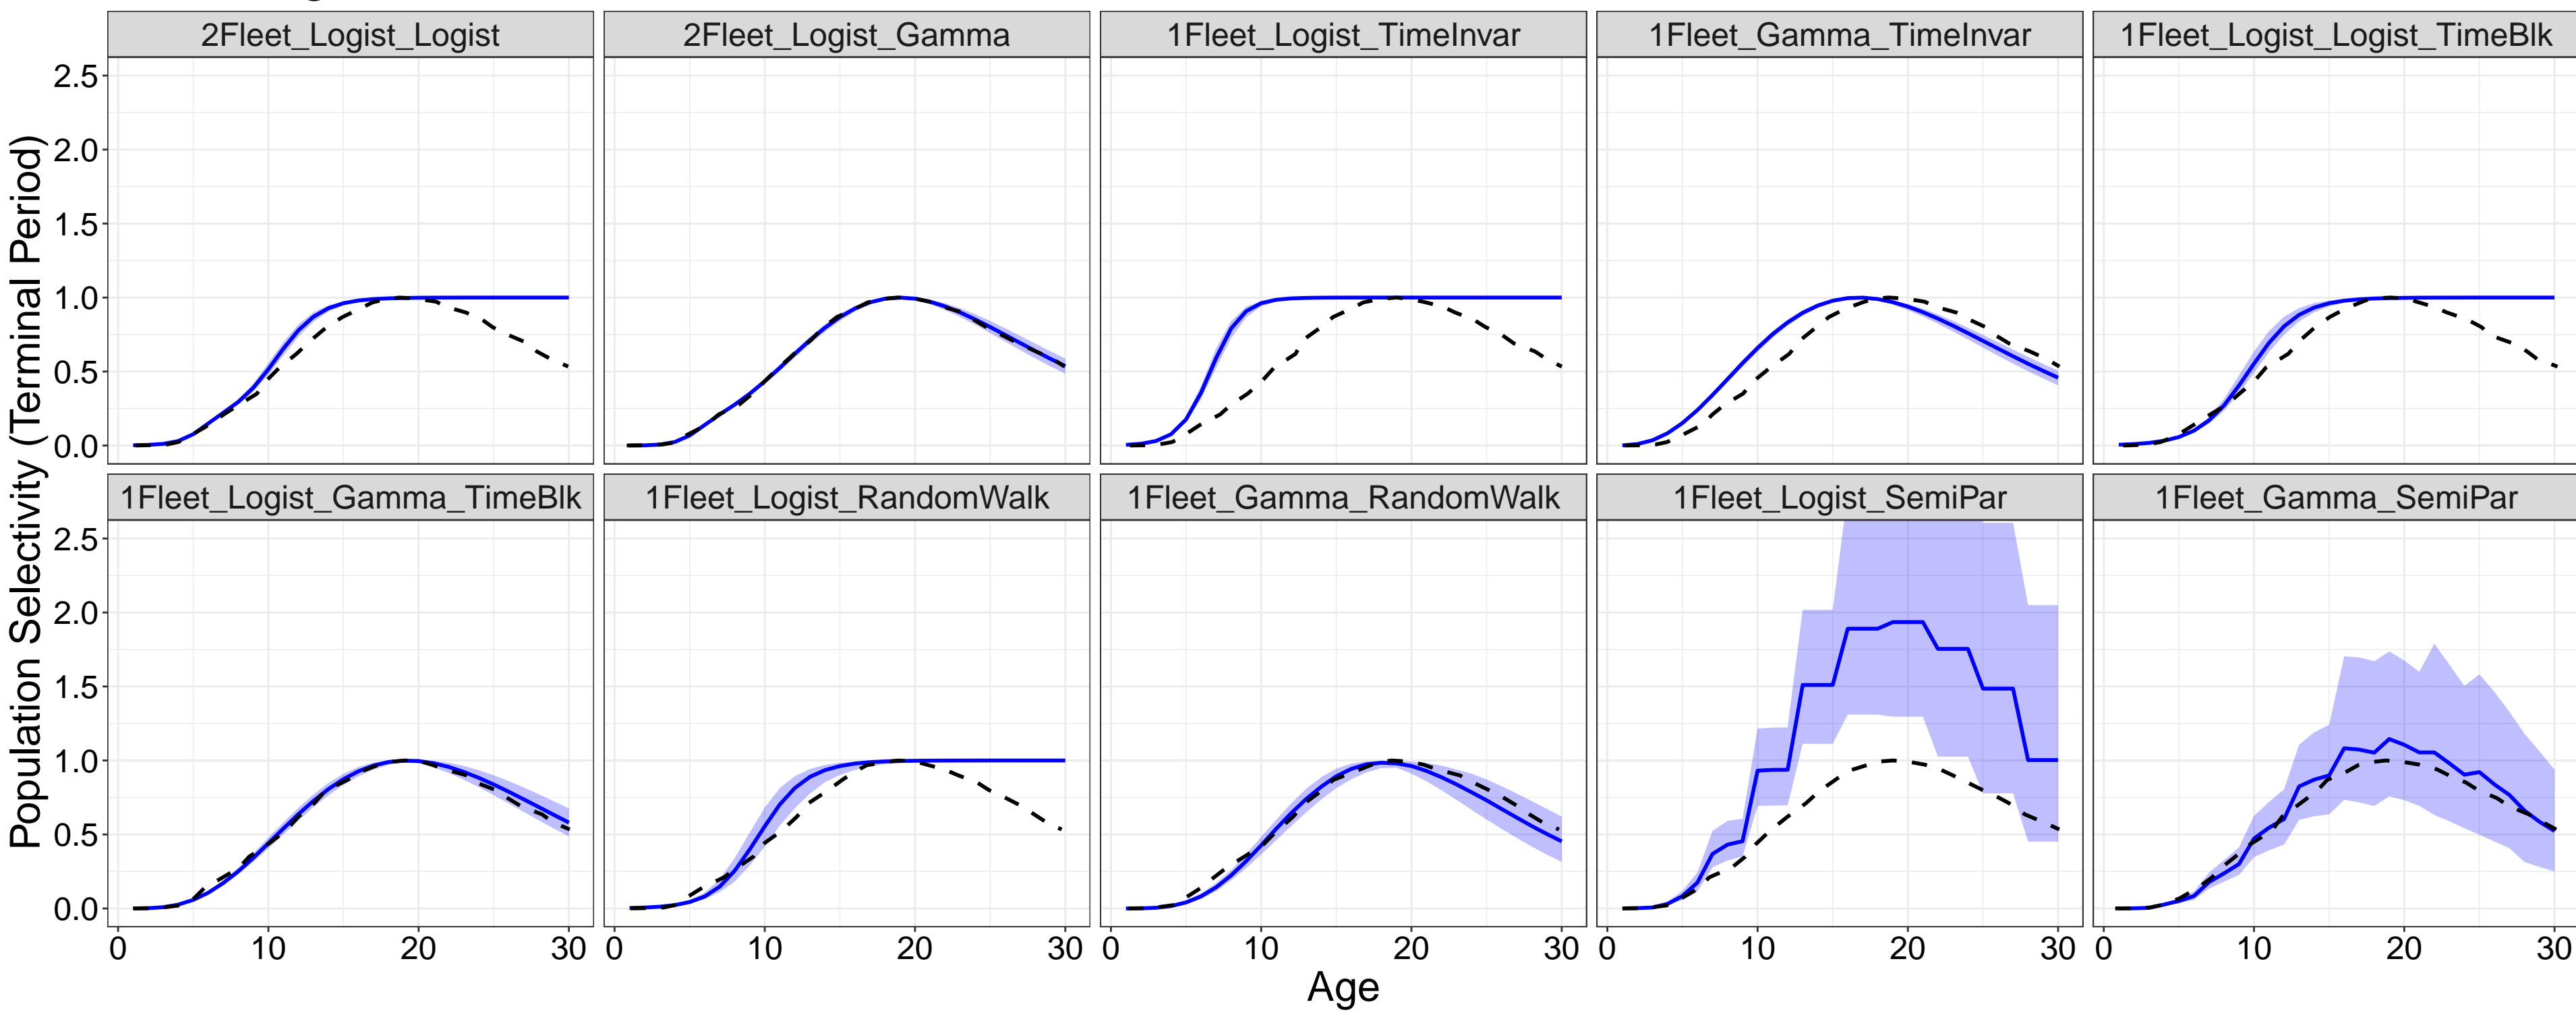 2Fleet_Logist_Logist 2Fleet_Logist_Gamma 1Fleet_Logist_TimeInvar 1Fleet_Gamma_TimeInvar 1Fleet_Logist_Logist_TimeBlk
2.5
2.0
1.5
1.0
0.5
0.0
Population Selectivity (Terminal Period)
1Fleet_Logist_Gamma_TimeBlk 1Fleet_Logist_RandomWalk 1Fleet_Gamma_RandomWalk 1Fleet_Logist_SemiPar 1Fleet_Gamma_SemiPar
2.5
2.0
1.5
1.0
0.5
0.0
0 10 20 30 0 10 20 30 0 10 20 30 0 10 20 30 0 10 20 30
Age